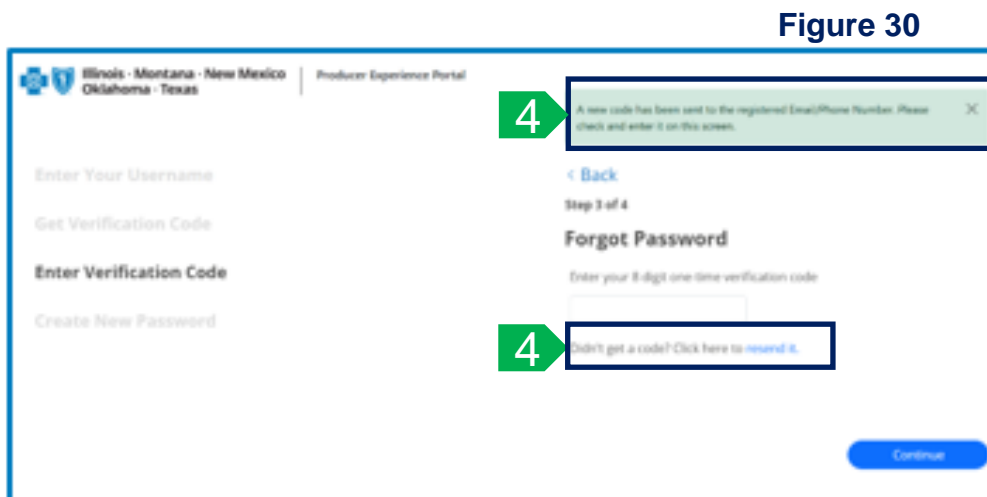 Figure 30
Illinois · Montana · New Mexico
Oklahoma · Texas
Producer Experience Portal
4
A new code has been sent to the registered Email/Phone Number. Please
check and enter it on this screen.
Enter Your Username
Get Verification Code
Enter Verification Code
Create New Password
< Back
Step 3 of 4
Forgot Password
Enter your 8 digit one-time verification code
4
Didn't get a code? Click here to resend it.
Continue